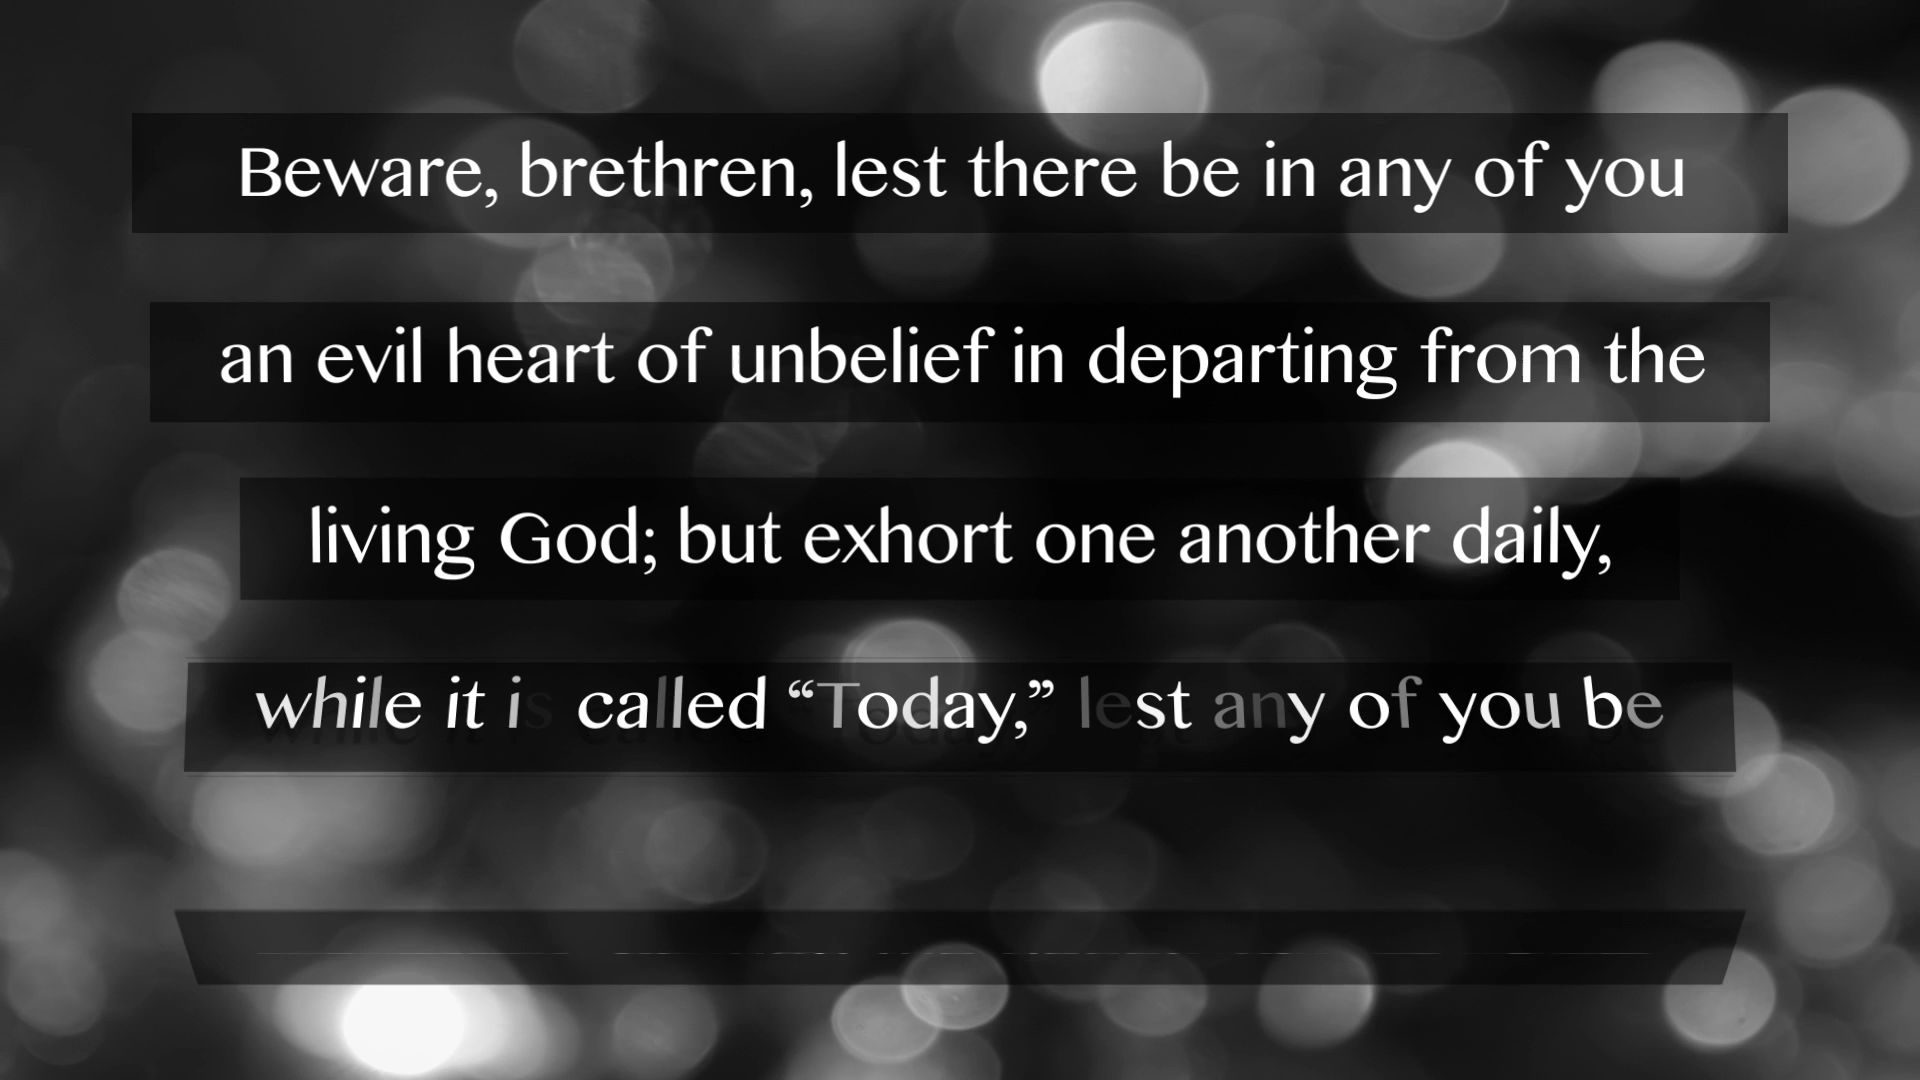 Beware, brethren, lest there be in any of you
an evil heart of unbelief in departing from the
living God; but exhort one another daily,
while it is called “Today,” lest any of you be